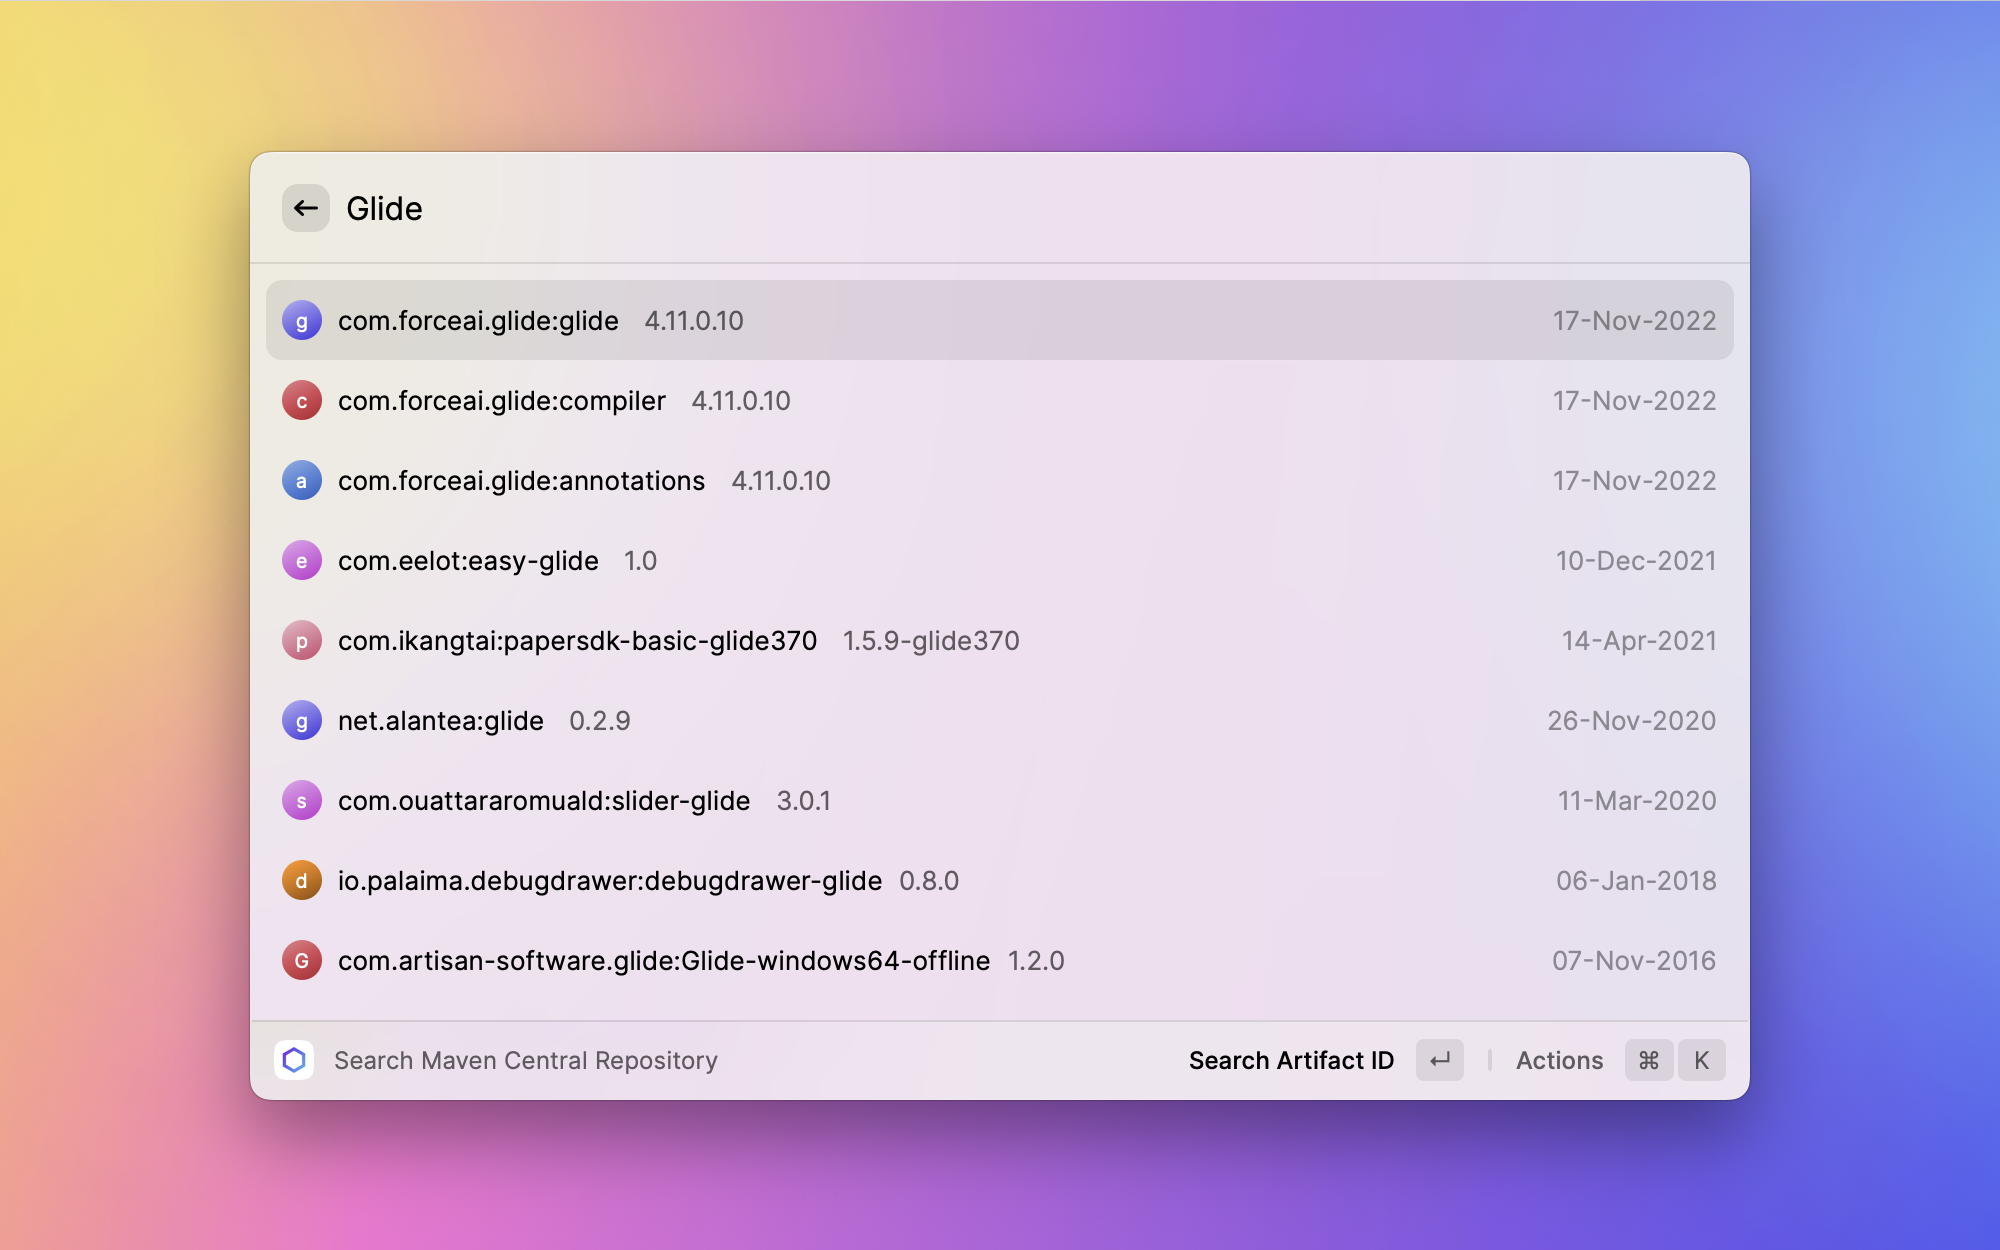 ← Glide
g com.forceai.glide:glide 4.11.0.10 17-Nov-2022
c com.forceai.glide:compiler 4.11.0.10 17-Nov-2022
a com.forceai.glide:annotations 4.11.0.10 17-Nov-2022
e com.eelot:easy-glide 1.0 10-Dec-2021
p com.ikangtai:papersdk-basic-glide370 1.5.9-glide370 14-Apr-2021
g net.alantea:glide 0.2.9 26-Nov-2020
s com.ouattararomuald:slider-glide 3.0.1 11-Mar-2020
d io.palaima.debugdrawer:debugdrawer-glide 0.8.0 06-Jan-2018
G com.artisan-software.glide:Glide-windows64-offline 1.2.0 07-Nov-2016
Search Maven Central Repository Search Artifact ID ↵ | Actions ⌘ K